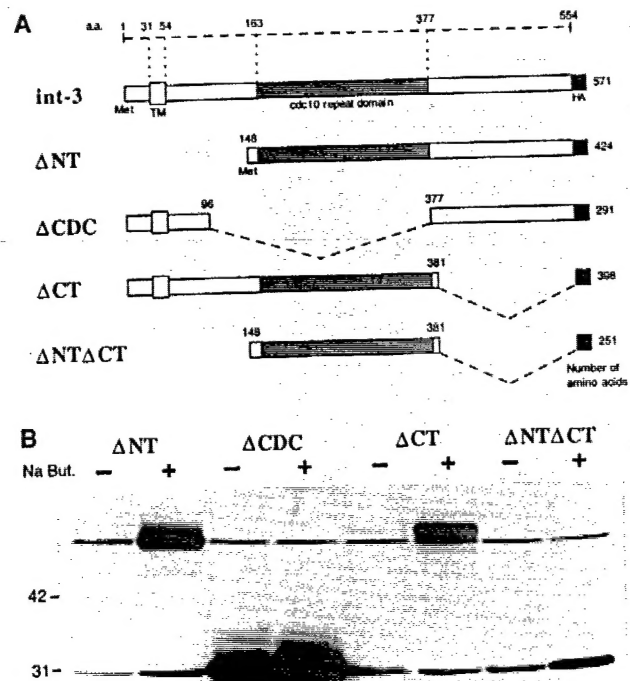 A
a.a. 1 31 54 163 377 554
int-3 571
Met TM cdc10 repeat domain HA
148
ΔNT 424
Met
96 377
ΔCDC 291
381
ΔCT 398
148 381
ΔNTΔCT 251
Number of
amino acids
B
ΔNT ΔCDC ΔCT ΔNTΔCT
Na But. − + − + − + − +
42 –
31 –